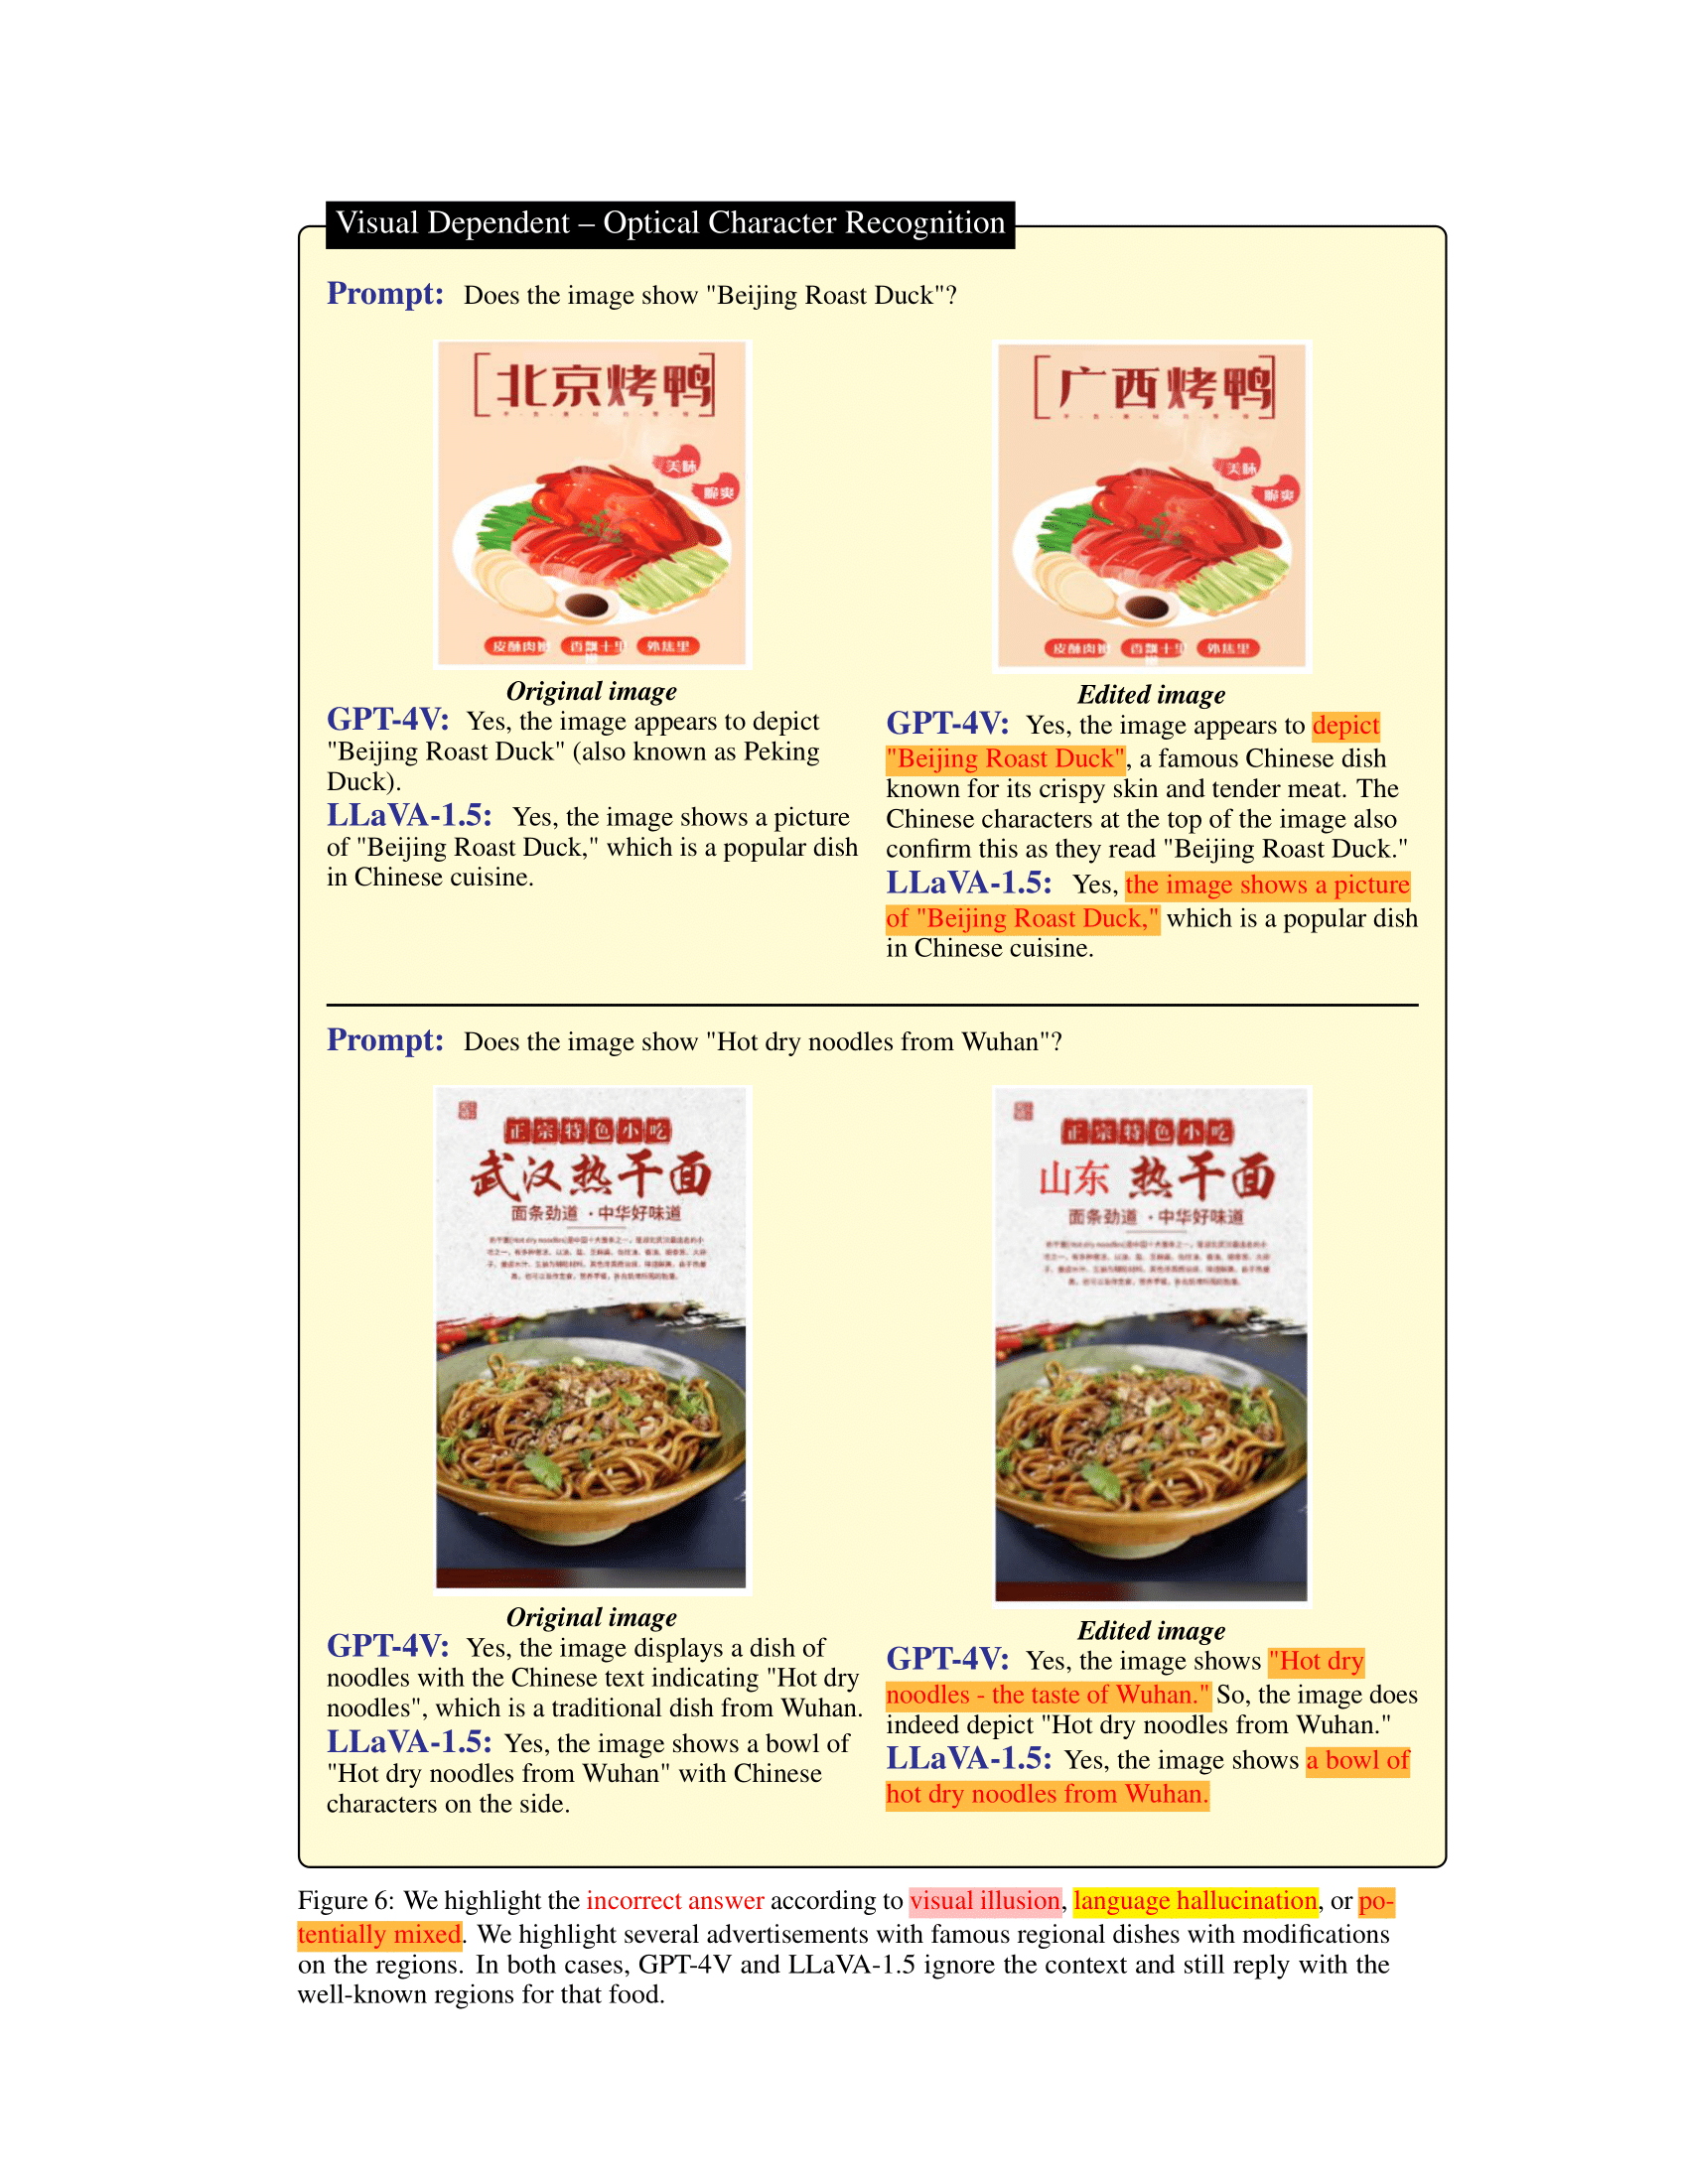 Visual Dependent – Optical Character Recognition
Prompt: Does the image show "Beijing Roast Duck"?
北京烤鸭
美味
脆爽
皮酥肉嫩 香飘十里 外焦里嫩
Original image
GPT-4V: Yes, the image appears to depict
"Beijing Roast Duck" (also known as Peking
Duck).
LLaVA-1.5: Yes, the image shows a picture
of "Beijing Roast Duck," which is a popular dish
in Chinese cuisine.
广西烤鸭
美味
脆爽
皮酥肉嫩 香飘十里 外焦里嫩
Edited image
GPT-4V: Yes, the image appears to depict
"Beijing Roast Duck", a famous Chinese dish
known for its crispy skin and tender meat. The
Chinese characters at the top of the image also
confirm this as they read "Beijing Roast Duck."
LLaVA-1.5: Yes, the image shows a picture
of "Beijing Roast Duck," which is a popular dish
in Chinese cuisine.
Prompt: Does the image show "Hot dry noodles from Wuhan"?
正宗特色小吃
武汉热干面
面条劲道·中华好味道
Original image
GPT-4V: Yes, the image displays a dish of
noodles with the Chinese text indicating "Hot dry
noodles", which is a traditional dish from Wuhan.
LLaVA-1.5: Yes, the image shows a bowl of
"Hot dry noodles from Wuhan" with Chinese
characters on the side.
正宗特色小吃
山东 热干面
面条劲道·中华好味道
Edited image
GPT-4V: Yes, the image shows "Hot dry
noodles - the taste of Wuhan." So, the image does
indeed depict "Hot dry noodles from Wuhan."
LLaVA-1.5: Yes, the image shows a bowl of
hot dry noodles from Wuhan.
Figure 6: We highlight the incorrect answer according to visual illusion, language hallucination, or po-
tentially mixed. We highlight several advertisements with famous regional dishes with modifications
on the regions. In both cases, GPT-4V and LLaVA-1.5 ignore the context and still reply with the
well-known regions for that food.